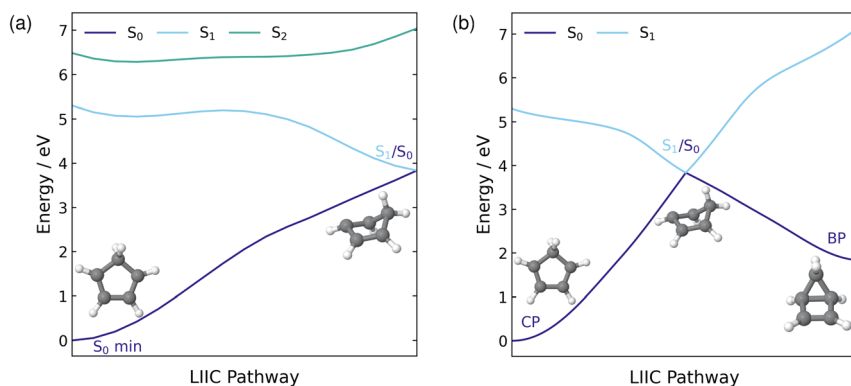 (a)
S₀ S₁ S₂
7
6
5
4
3
2
1
0
Energy / eV
S₁/S₀
S₀ min
LIIC Pathway
(b)
S₀ S₁
7
6
5
4
3
2
1
0
Energy / eV
S₁/S₀
CP
BP
LIIC Pathway